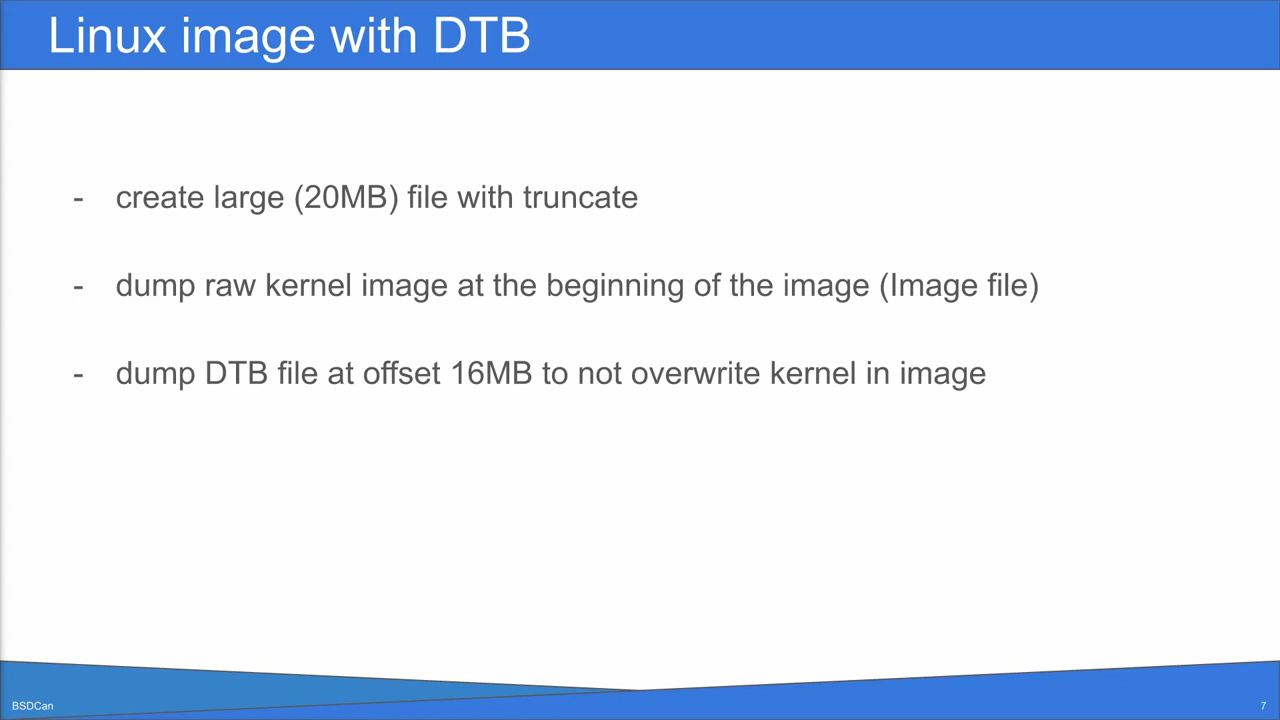 Linux image with DTB
- create large (20MB) file with truncate
- dump raw kernel image at the beginning of the image (Image file)
- dump DTB file at offset 16MB to not overwrite kernel in image
BSDCan
7